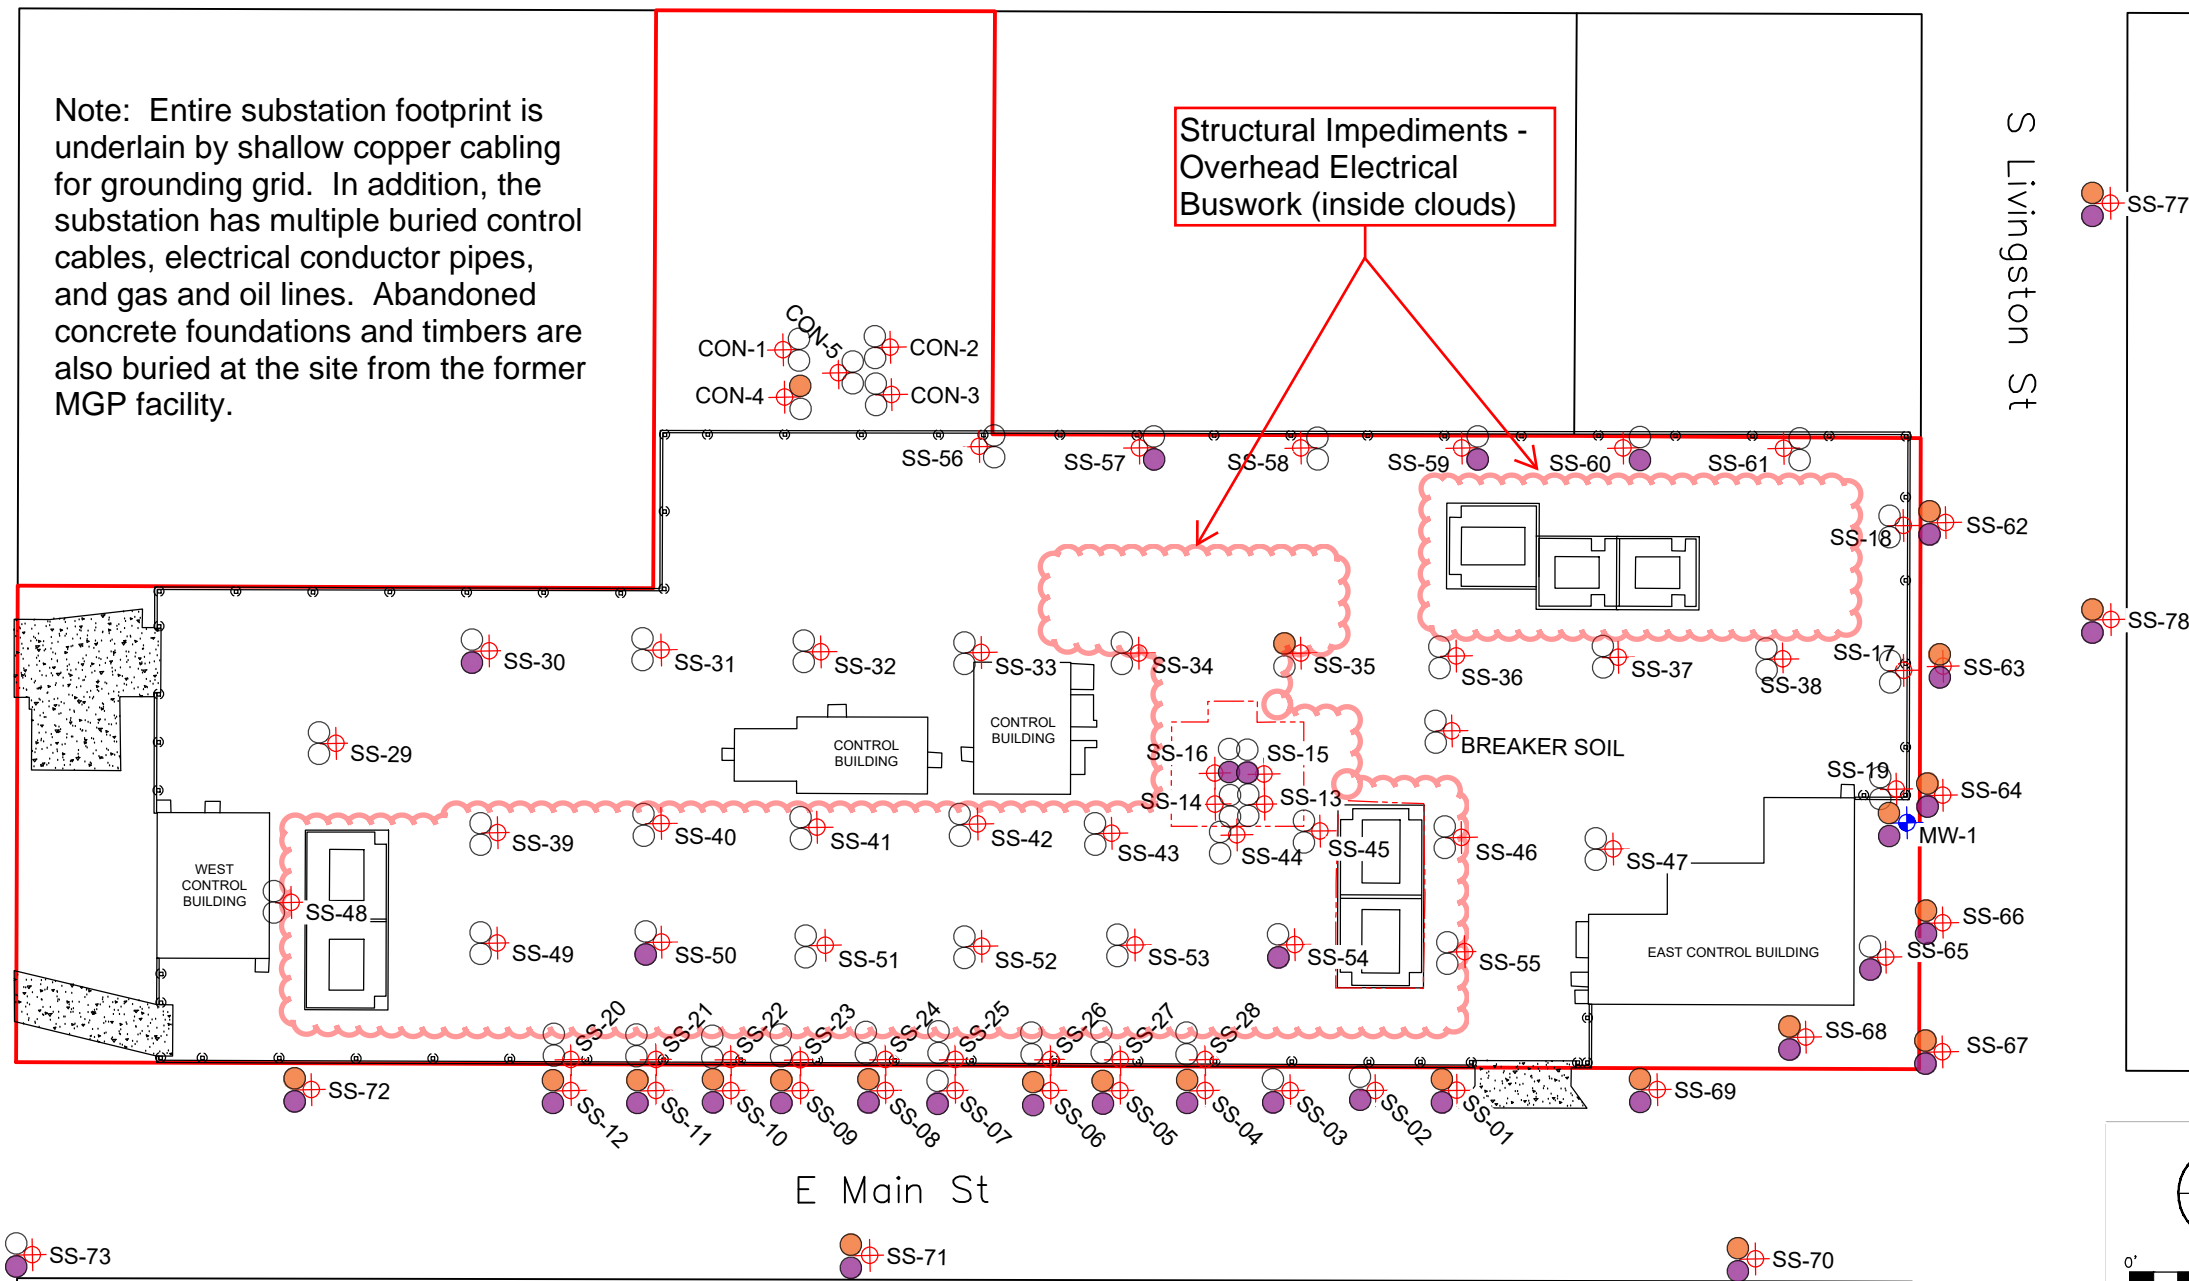 Note:  Entire substation footprint is
underlain by shallow copper cabling
for grounding grid.  In addition, the
substation has multiple buried control
cables, electrical conductor pipes,
and gas and oil lines.  Abandoned
concrete foundations and timbers are
also buried at the site from the former
MGP facility.
Structural Impediments -
Overhead Electrical
Buswork (inside clouds)
S Livingston St
SS-77
CON-1
CON-5
CON-2
CON-4
CON-3
SS-56
SS-57
SS-58
SS-59
SS-60
SS-61
SS-62
SS-18
SS-78
SS-30
SS-31
SS-32
SS-33
SS-34
SS-35
SS-36
SS-37
SS-38
SS-17
SS-63
SS-29
CONTROL
BUILDING
CONTROL
BUILDING
SS-16
SS-15
BREAKER SOIL
SS-19
SS-64
SS-14
SS-13
MW-1
SS-39
SS-40
SS-41
SS-42
SS-43
SS-44
SS-45
SS-46
SS-47
WEST
CONTROL
BUILDING
SS-48
SS-49
SS-50
SS-51
SS-52
SS-53
SS-54
SS-55
EAST CONTROL BUILDING
SS-66
SS-65
SS-20
SS-21
SS-22
SS-23
SS-24
SS-25
SS-26
SS-27
SS-28
SS-68
SS-67
SS-72
SS-12
SS-11
SS-10
SS-09
SS-08
SS-07
SS-06
SS-05
SS-04
SS-03
SS-02
SS-01
SS-69
E Main St
SS-73
SS-71
SS-70
0'